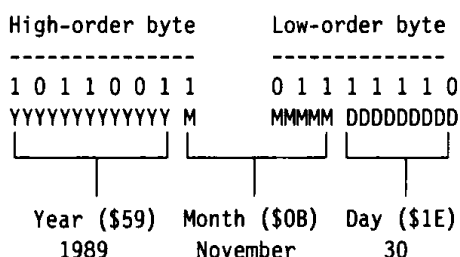 High-order byte Low-order byte
--------------- --------------
1 0 1 1 0 0 1 1 0 1 1 1 1 1 1 0
YYYYYYYYYYYYY M MMMMM DDDDDDDDD
Year ($59) Month ($0B) Day ($1E)
1989 November 30